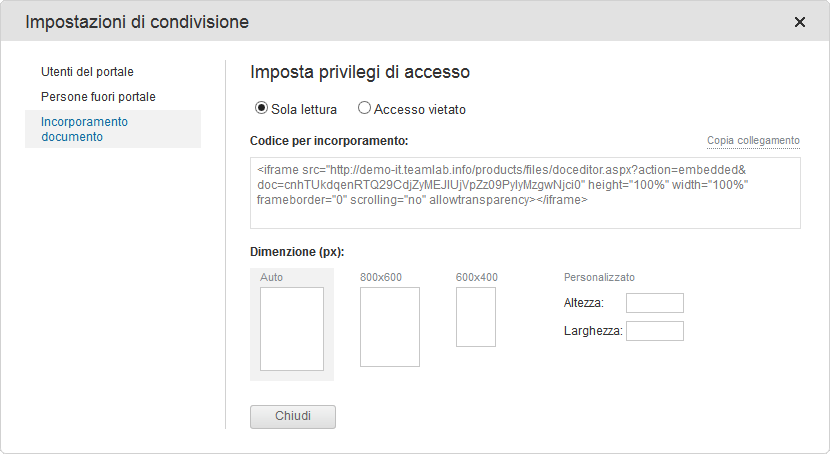 Impostazioni di condivisione
Utenti del portale
Persone fuori portale
Incorporamento
documento
Imposta privilegi di accesso
Sola lettura Accesso vietato
Codice per incorporamento: Copia collegamento
<iframe src="http://demo-it.teamlab.info/products/files/doceditor.aspx?action=embedded&
doc=cnhTUkdqenRTQ29CdjZyMEJIUjVpZz09PylyMzgwNjci0" height="100%" width="100%"
frameborder="0" scrolling="no" allowtransparency></iframe>
Dimenzione (px):
Auto 800x600 600x400 Personalizzato
Altezza:
Larghezza:
Chiudi